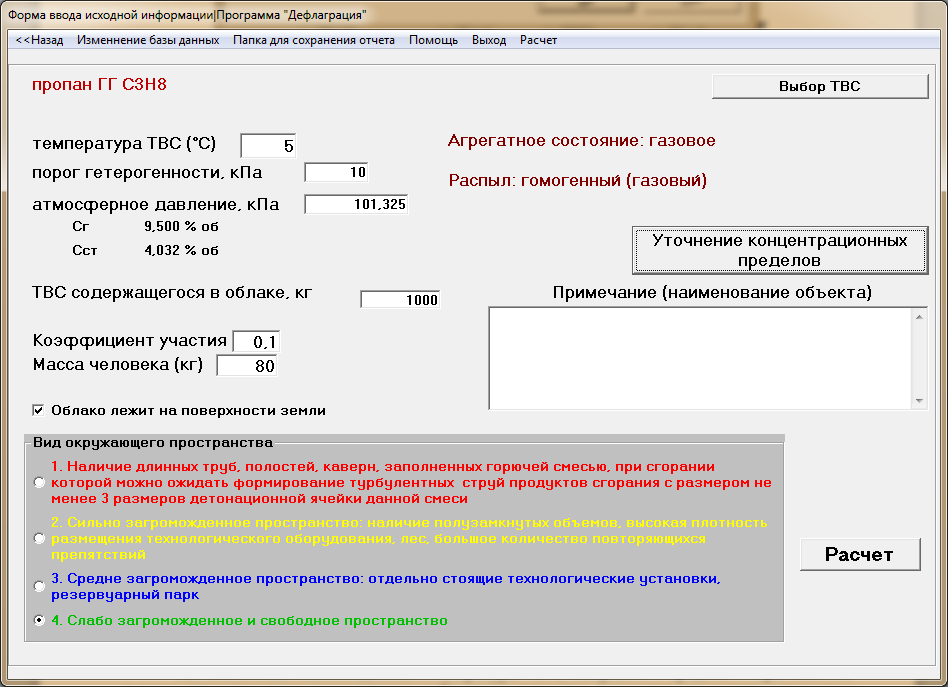 Форма ввода исходной информации|Программа "Дефлаграция"
<<Назад Изменнение базы данных Папка для сохранения отчета Помощь Выход Расчет
пропан ГГ C3H8
Выбор ТВС
температура ТВС (°C) 5
Агрегатное состояние: газовое
порог гетерогенности, кПа 10
Распыл: гомогенный (газовый)
атмосферное давление, кПа 101,325
Сг 9,500 % об
Сст 4,032 % об
Уточнение концентрационных
пределов
ТВС содержащегося в облаке, кг 1000
Примечание (наименование объекта)
Коэффициент участия 0,1
Масса человека (кг) 80
Облако лежит на поверхности земли
Вид окружающего пространства
1. Наличие длинных труб, полостей, каверн, заполненных горючей смесью, при сгорании
которой можно ожидать формирование турбулентных струй продуктов сгорания с размером не
менее 3 размеров детонационной ячейки данной смеси
2. Сильно загроможденное пространство: наличие полузамкнутых объемов, высокая плотность
размещения технологического оборудования, лес, большое количество повторяющихся
препятствий
3. Средне загроможденное пространство: отдельно стоящие технологические установки,
резервуарный парк
4. Слабо загроможденное и свободное пространство
Расчет